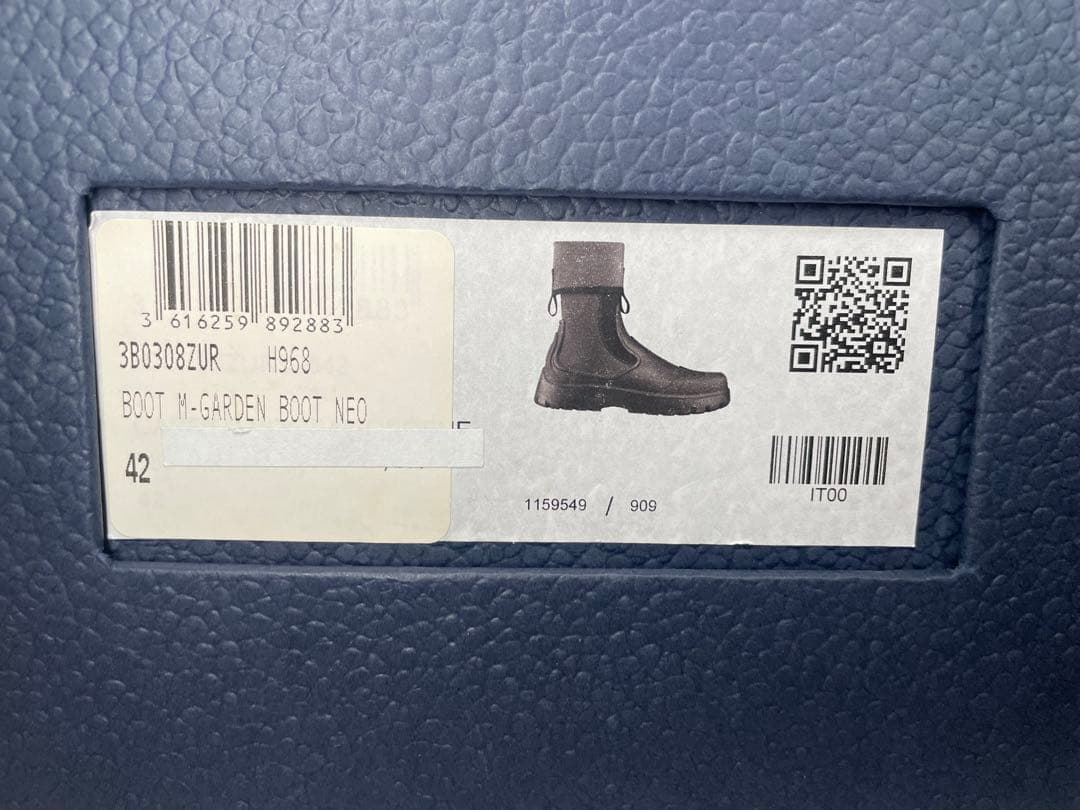 3 616259 892883
3B0308ZUR H968
BOOT M-GARDEN BOOT NEO
42
1159549 / 909
IT00